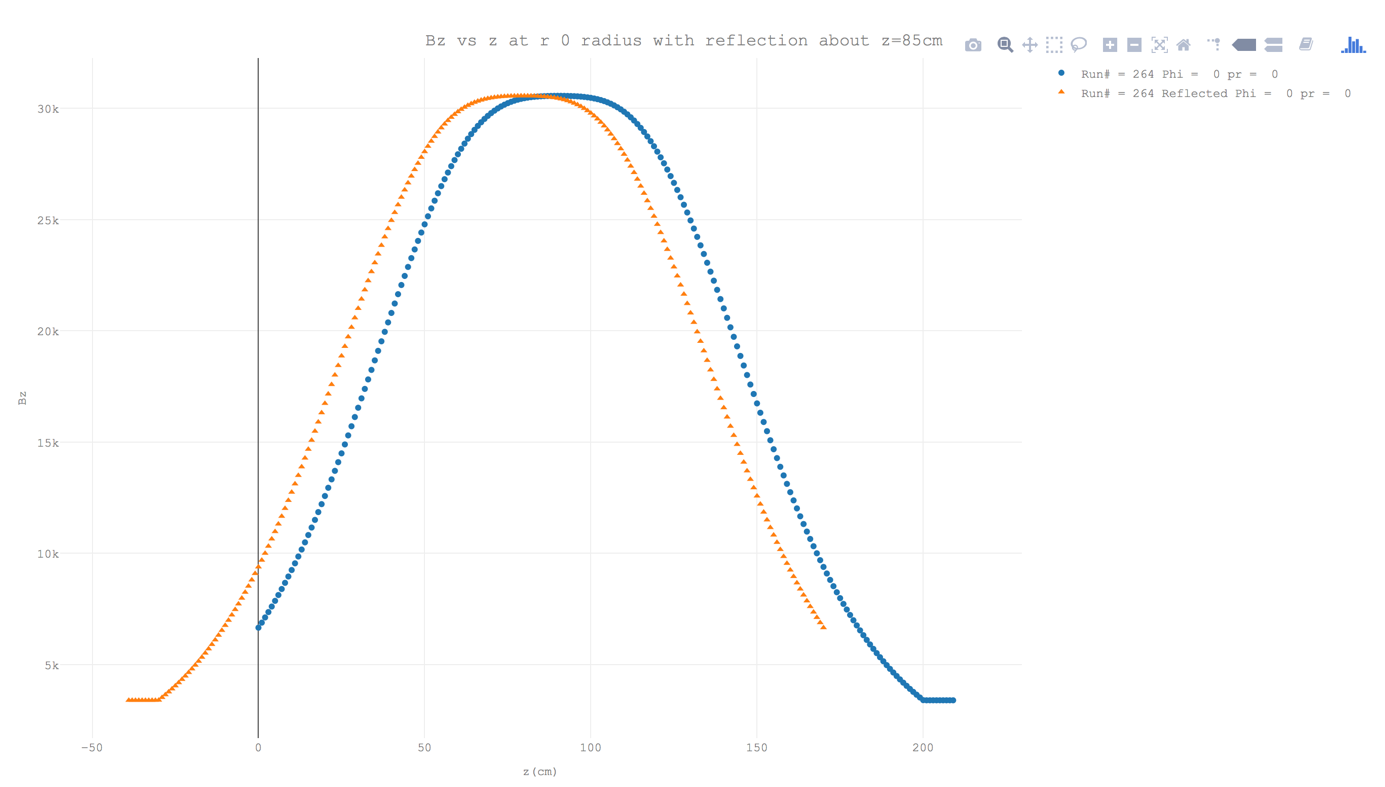 Bz vs z at r 0 radius with reflection about z=85cm
Run# = 264 Phi =  0 pr =  0
Run# = 264 Reflected Phi =  0 pr =  0
30k
25k
20k
15k
10k
5k
Bz
−50
0
50
100
150
200
z(cm)